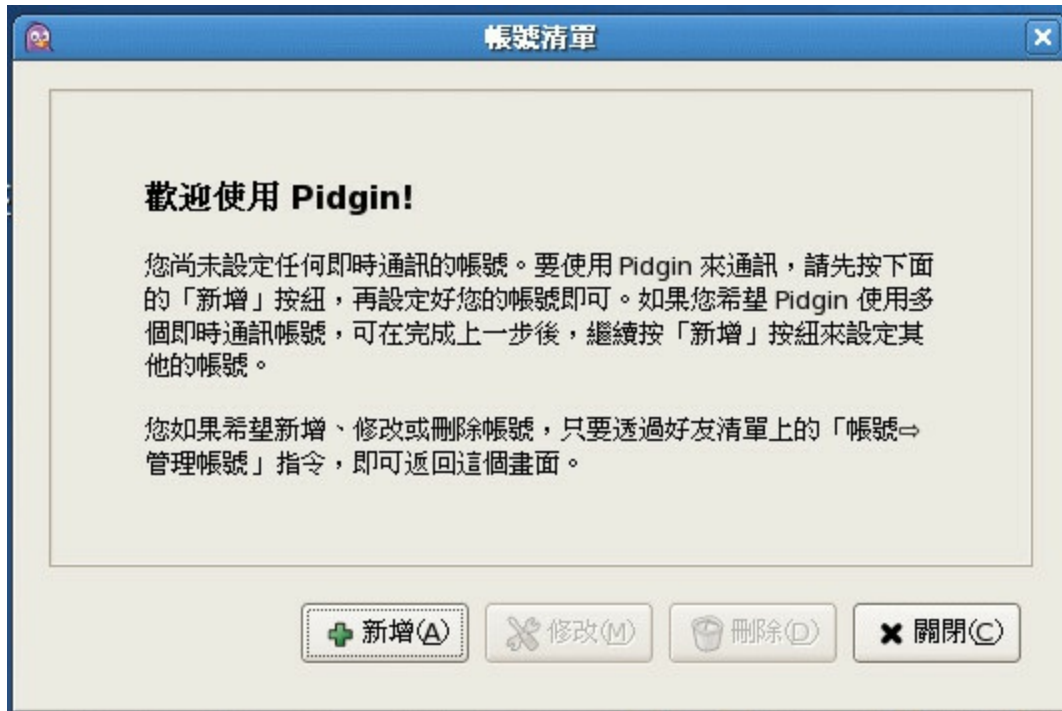 帳號清單
歡迎使用 Pidgin!
您尚未設定任何即時通訊的帳號。要使用 Pidgin 來通訊，請先按下面
的「新增」按紐，再設定好您的帳號即可。如果您希望 Pidgin 使用多
個即時通訊帳號，可在完成上一步後，繼續按「新增」按紐來設定其
他的帳號。
您如果希望新增、修改或刪除帳號，只要透過好友清單上的「帳號⇨
管理帳號」指令，即可返回這個畫面。
新增(A) 修改(M) 刪除(D) 關閉(C)